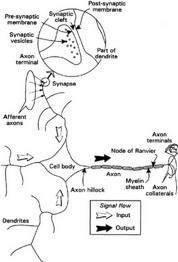 Pre-synaptic
membrane
Synaptic
cleft
Post-synaptic
membrane
Synaptic
vesicles
Axon
terminal
Part of
dendrite
Synapse
Afferent
axons
Axon
terminals
Node of Ranvier
Cell body
Axon
Axon hillock
Myelin
sheath
Axon
collaterals
Dendrites
Signal flow
Input
Output